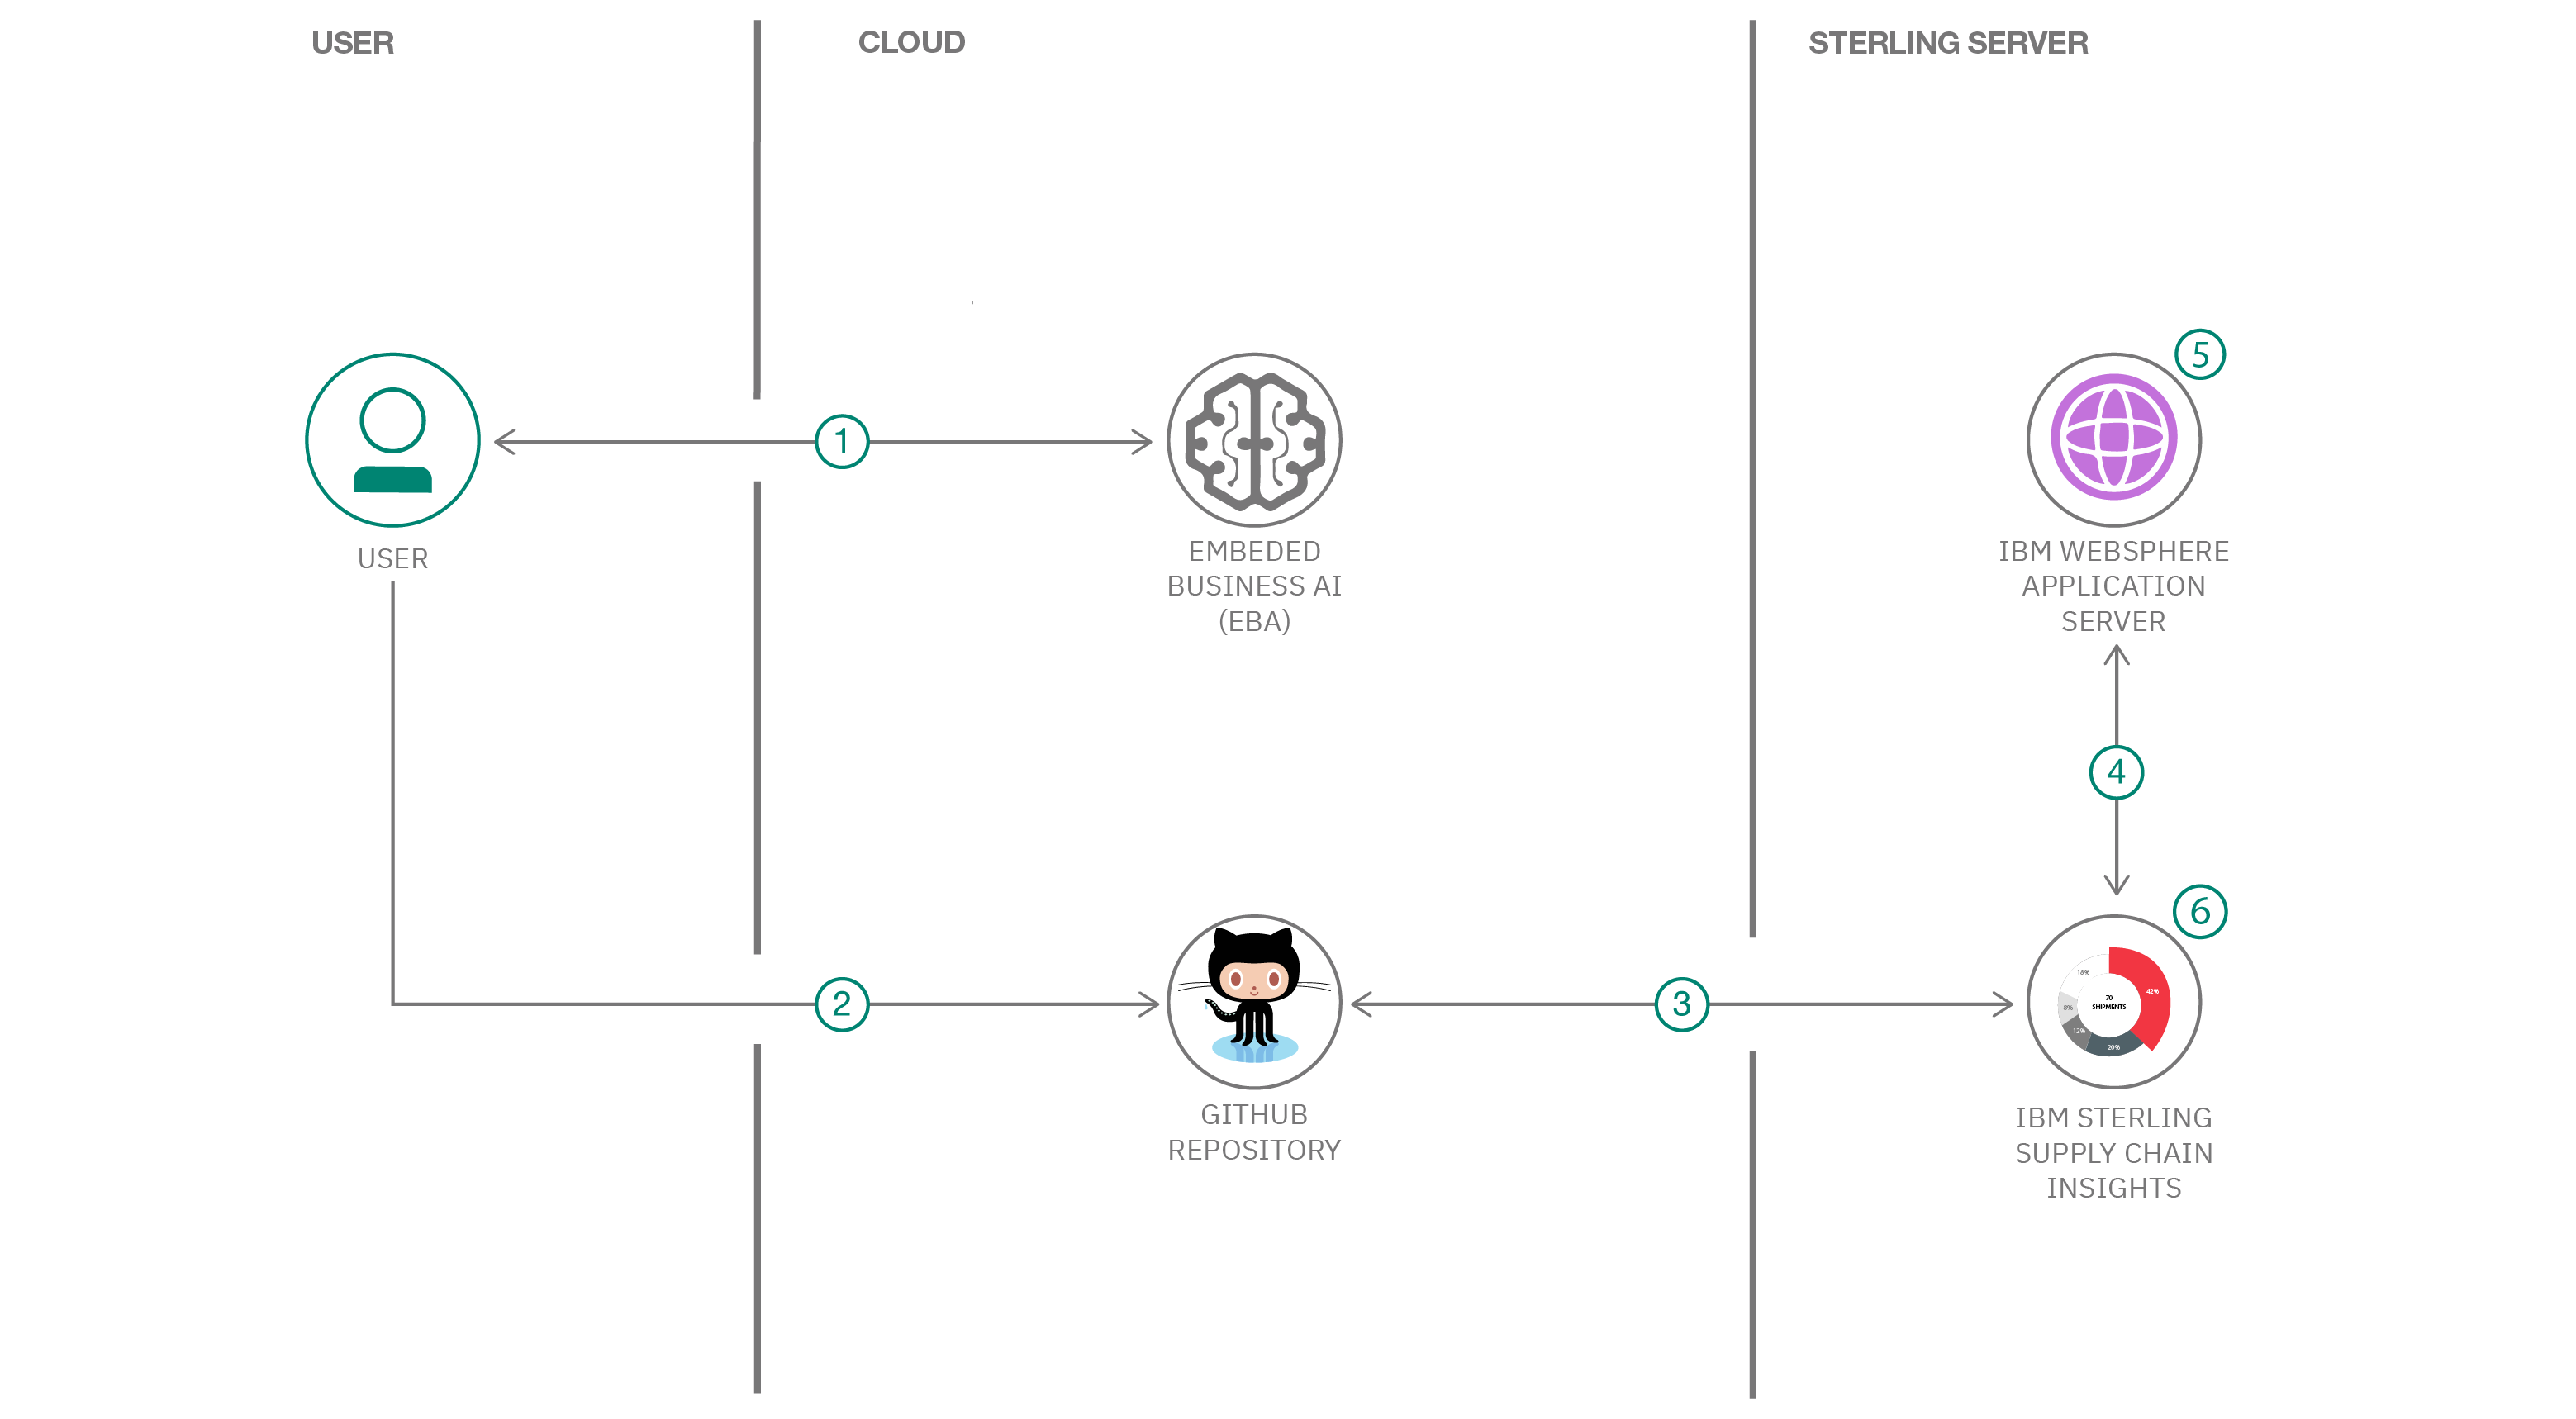 USER
CLOUD
STERLING SERVER
5
1
USER
EMBEDED
BUSINESS AI
(EBA)
IBM WEBSPHERE
APPLICATION
SERVER
4
6
2
3
18%
42%
8%
70
SHIPMENTS
12%
20%
GITHUB
REPOSITORY
IBM STERLING
SUPPLY CHAIN
INSIGHTS